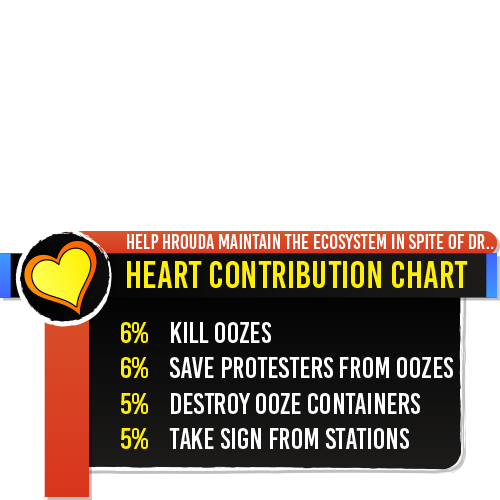 HELP HROUDA MAINTAIN THE ECOSYSTEM IN SPITE OF DR..
HEART CONTRIBUTION CHART
6% KILL OOZES
6% SAVE PROTESTERS FROM OOZES
5% DESTROY OOZE CONTAINERS
5% TAKE SIGN FROM STATIONS